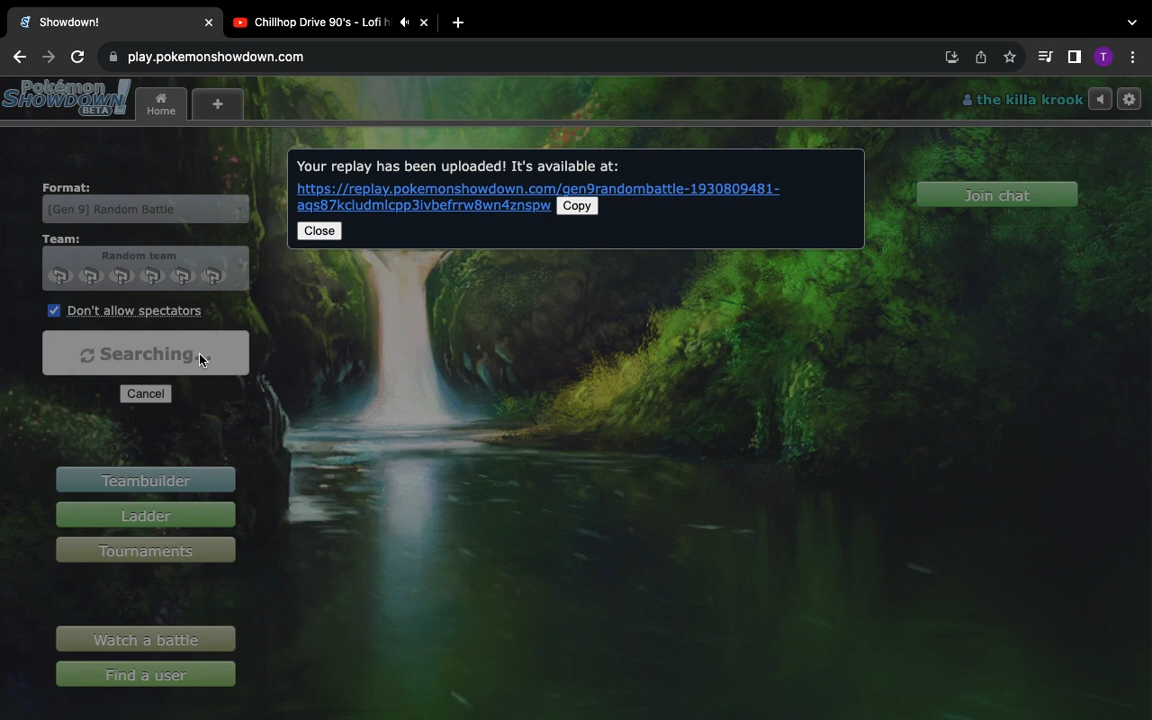 Showdown!
Chillhop Drive 90's - Lofi h
play.pokemonshowdown.com
T
Pokémon
SHOWDOWN!
BETA
Home
the killa krook
Your replay has been uploaded! It's available at:
https://replay.pokemonshowdown.com/gen9randombattle-1930809481-
aqs87kcludmlcpp3ivbefrrw8wn4znspw Copy
Close
Format:
[Gen 9] Random Battle
Team:
Random team
Don't allow spectators
Searching...
Cancel
Teambuilder
Ladder
Tournaments
Watch a battle
Find a user
Join chat